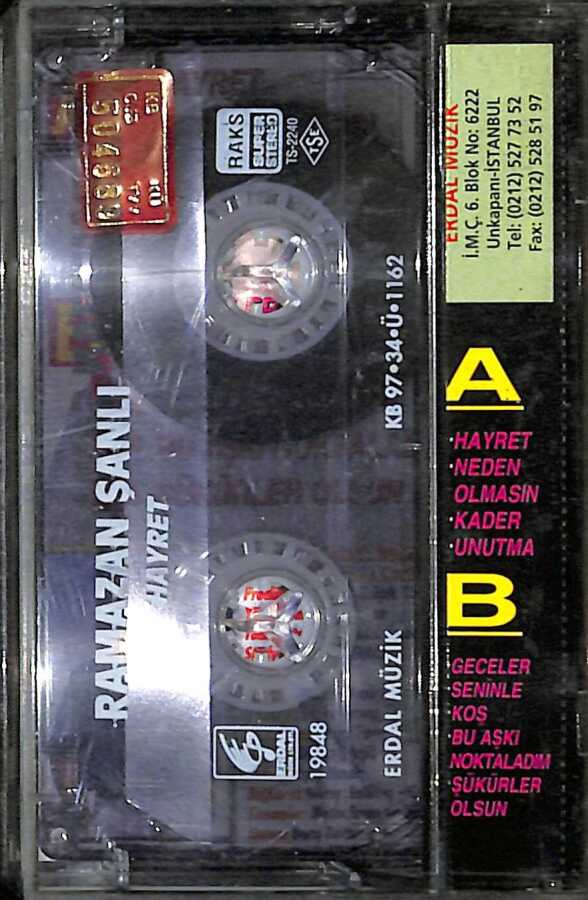 RAMAZAN ŞANLI
HAYRET
RAKS
SUPER
STEREO
TS-2240
TSE
KB 97•34•Ü•1162
ERDAL
19848
ERDAL MÜZİK
ERDAL MÜZİK
İ.M.Ç. 6. Blok No: 6222
Unkapanı-İSTANBUL
Tel: (0212) 527 73 52
Fax: (0212) 528 51 97
A
·HAYRET
·NEDEN
OLMASIN
·KADER
·UNUTMA
B
·GECELER
·SENİNLE
·KOŞ
·BU AŞKI
NOKTALADIM
·ŞÜKÜRLER
OLSUN